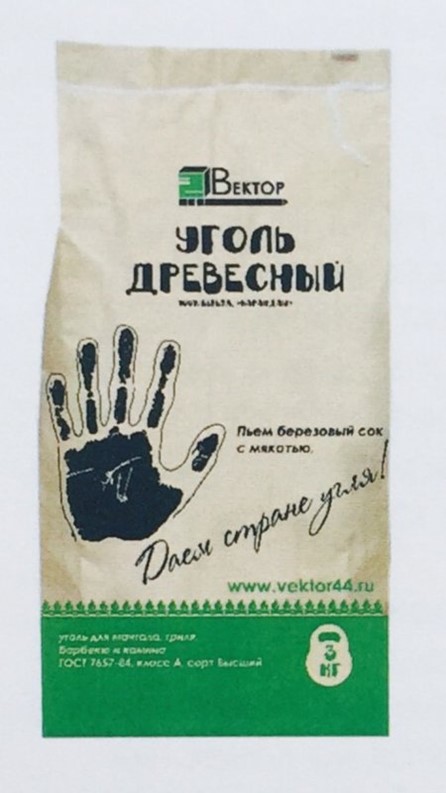 ВЕКТОР
УГОЛЬ
ДРЕВЕСНЫЙ
Пьем березовый сок
с мякотью,
Даем стране угля!
www.vektor44.ru
уголь для мангала, гриля,
барбекю и камина
ГОСТ 7657-84, класс А, сорт Высший
3
КГ